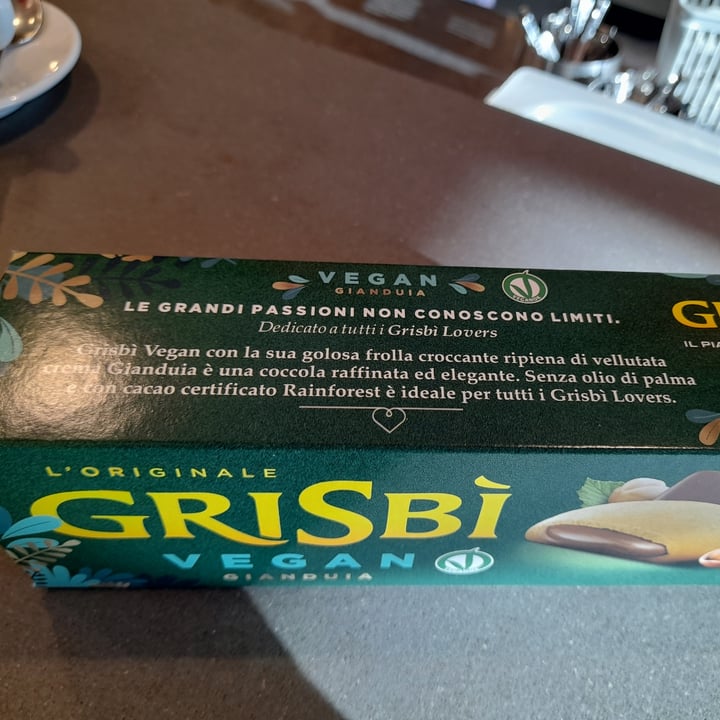 VEGAN
GIANDUIA
VEGANOK
LE GRANDI PASSIONI NON CONOSCONO LIMITI.
Dedicato a tutti i Grisbì Lovers
Grisbì Vegan con la sua golosa frolla croccante ripiena di vellutata
crema Gianduia è una coccola raffinata ed elegante. Senza olio di palma
e con cacao certificato Rainforest è ideale per tutti i Grisbì Lovers.
G
IL
L'ORIGINALE
GRISBÌ
VEGAN
GIANDUIA